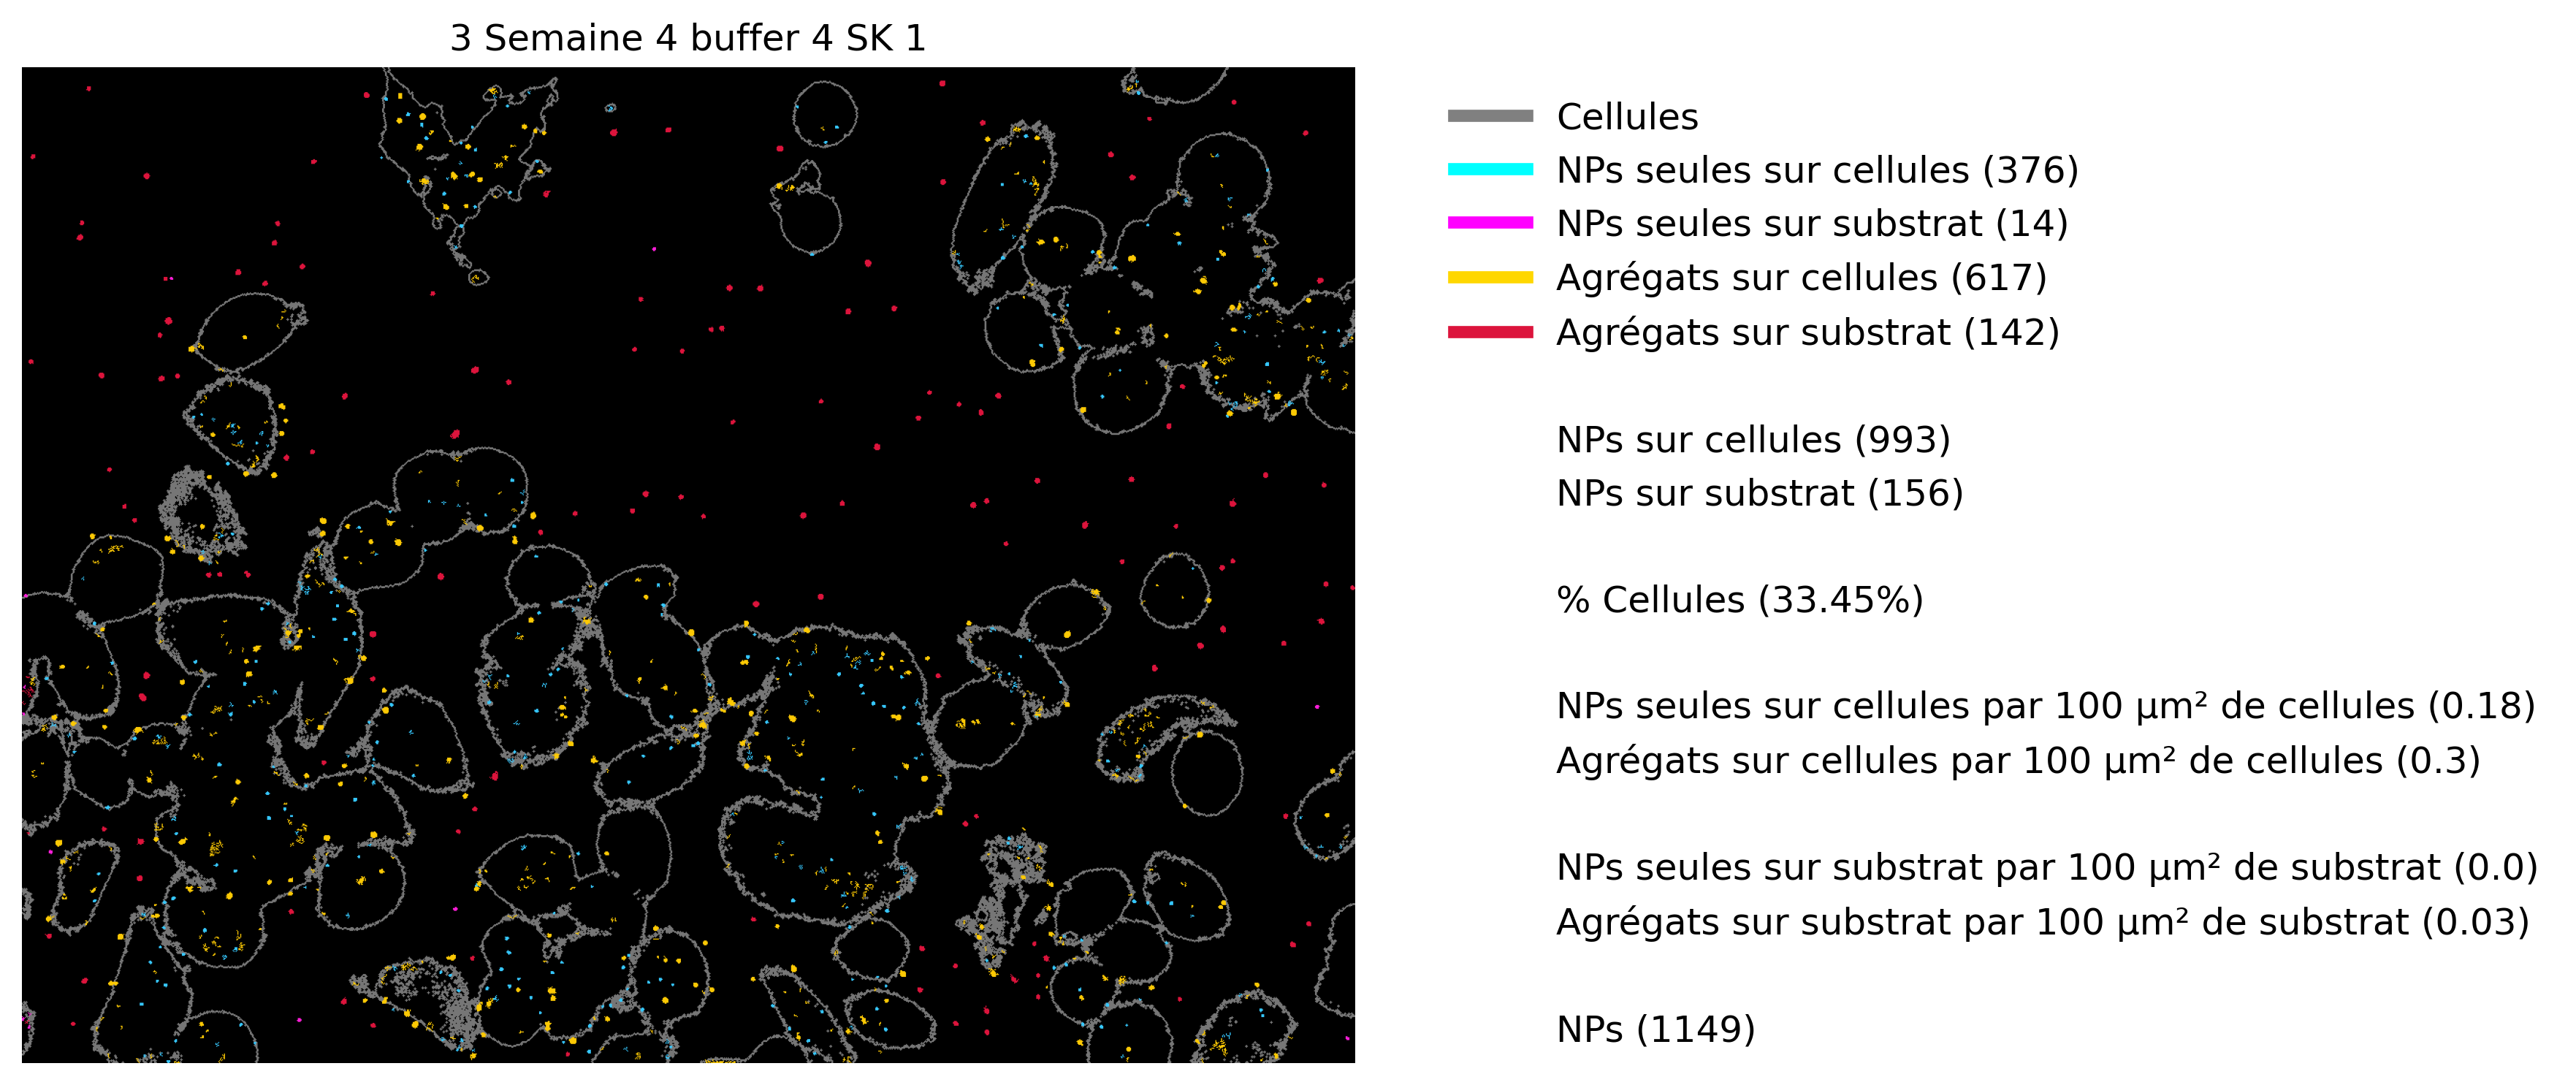 3 Semaine 4 buffer 4 SK 1
Cellules
NPs seules sur cellules (376)
NPs seules sur substrat (14)
Agrégats sur cellules (617)
Agrégats sur substrat (142)
NPs sur cellules (993)
NPs sur substrat (156)
% Cellules (33.45%)
NPs seules sur cellules par 100 µm² de cellules (0.18)
Agrégats sur cellules par 100 µm² de cellules (0.3)
NPs seules sur substrat par 100 µm² de substrat (0.0)
Agrégats sur substrat par 100 µm² de substrat (0.03)
NPs (1149)